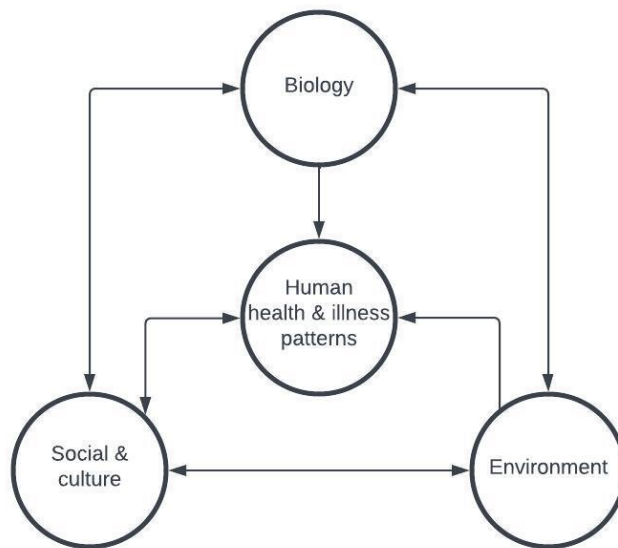 Biology
Human
health & illness
patterns
Social &
culture
Environment